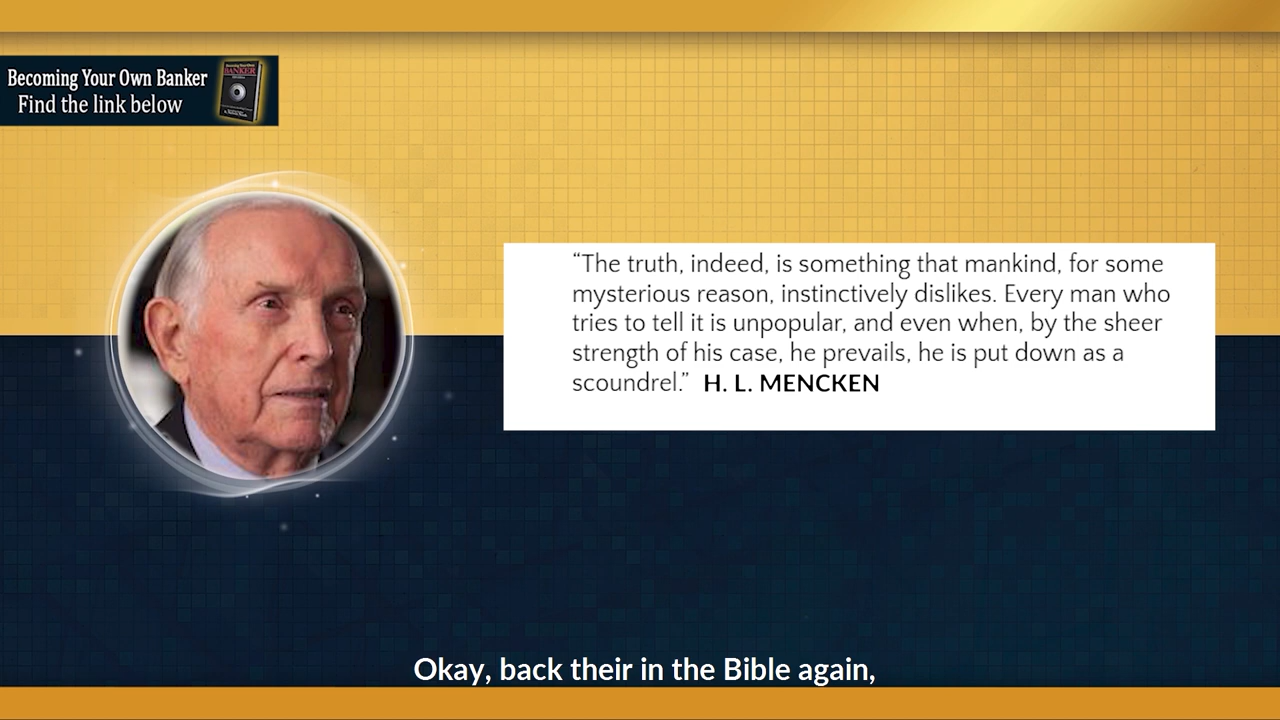 Becoming Your Own Banker
Find the link below
BANKER
“The truth, indeed, is something that mankind, for some
mysterious reason, instinctively dislikes. Every man who
tries to tell it is unpopular, and even when, by the sheer
strength of his case, he prevails, he is put down as a
scoundrel.” H. L. MENCKEN
Okay, back their in the Bible again,